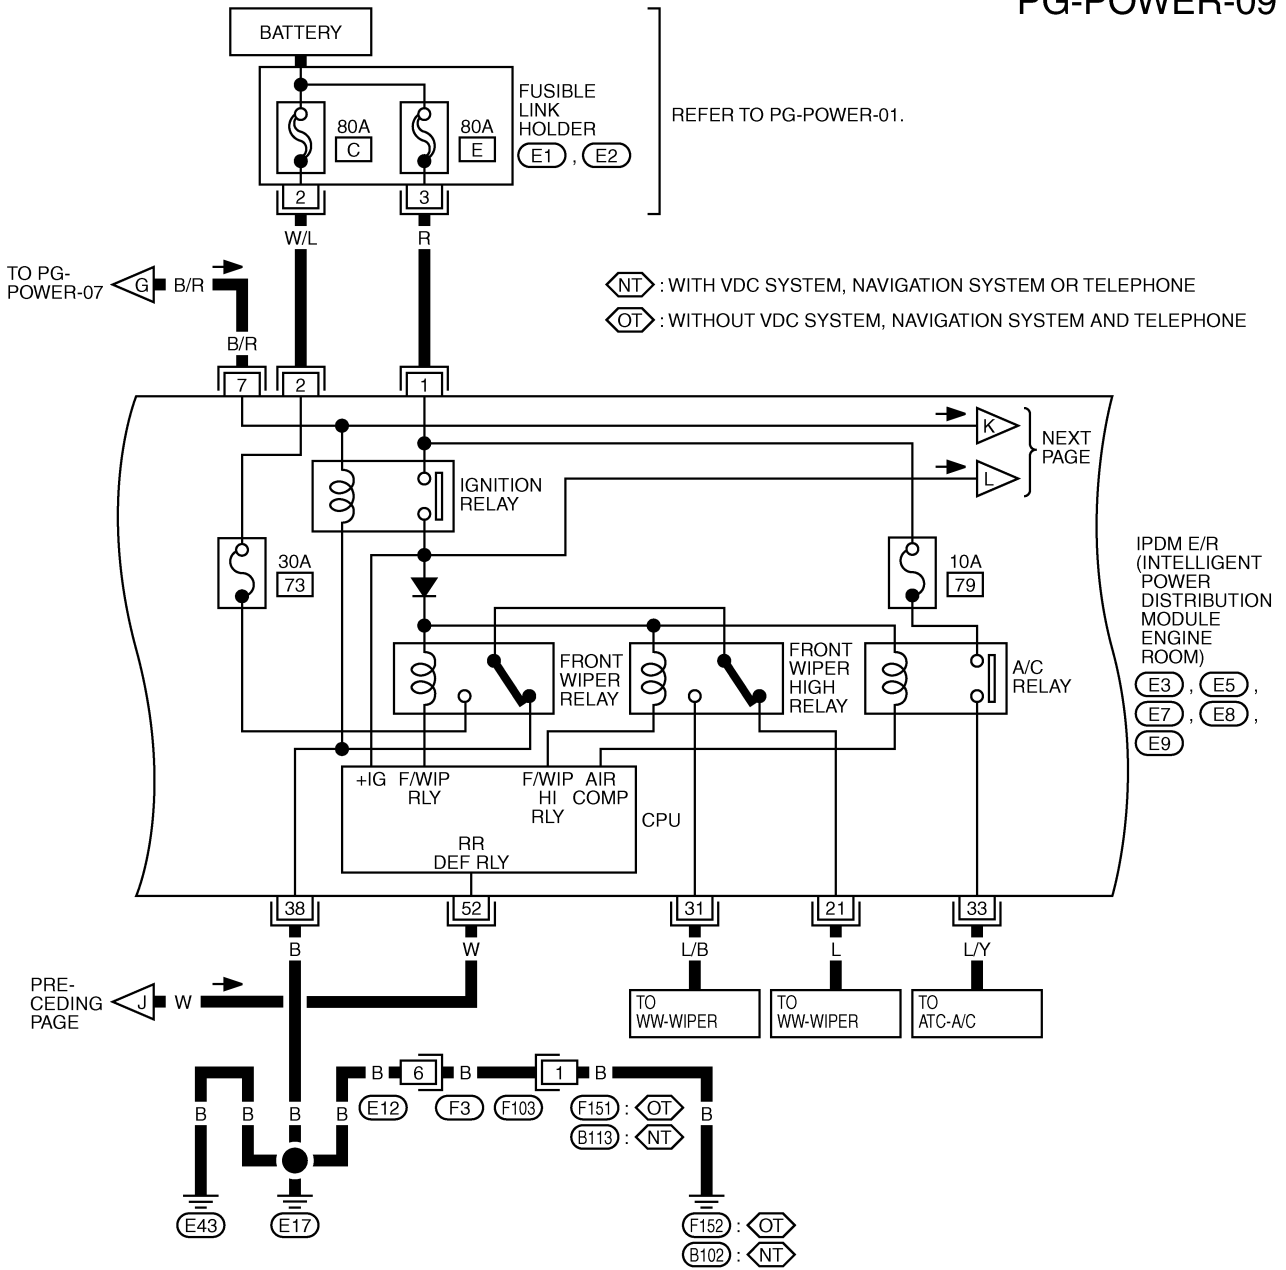 PG-POWER-09
BATTERY
FUSIBLE
LINK
HOLDER
80A
C
80A
E
E1 , E2
REFER TO PG-POWER-01.
2
3
W/L
R
TO PG-
POWER-07
G
B/R
B/R
NT : WITH VDC SYSTEM, NAVIGATION SYSTEM OR TELEPHONE
OT : WITHOUT VDC SYSTEM, NAVIGATION SYSTEM AND TELEPHONE
7
2
1
K
L
NEXT
PAGE
IGNITION
RELAY
30A
73
10A
79
IPDM E/R
(INTELLIGENT
POWER
DISTRIBUTION
MODULE
ENGINE
ROOM)
E3 , E5 ,
E7 , E8 ,
E9
FRONT
WIPER
RELAY
FRONT
WIPER
HIGH
RELAY
A/C
RELAY
+IG
F/WIP
RLY
F/WIP
HI
RLY
AIR
COMP
CPU
RR
DEF RLY
38
52
31
21
33
B
W
L/B
L
L/Y
PRE-
CEDING
PAGE
J
W
TO
WW-WIPER
TO
WW-WIPER
TO
ATC-A/C
B
6
B
1
B
E12
F3
F103
F151 : OT
B113 : NT
B
B
B
B
B
E43
E17
F152 : OT
B102 : NT